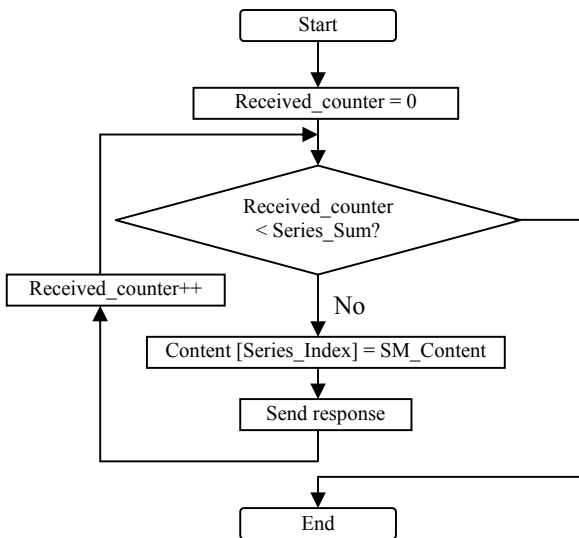 Start
Received_counter = 0
Received_counter
< Series_Sum?
Received_counter++
No
Content [Series_Index] = SM_Content
Send response
End